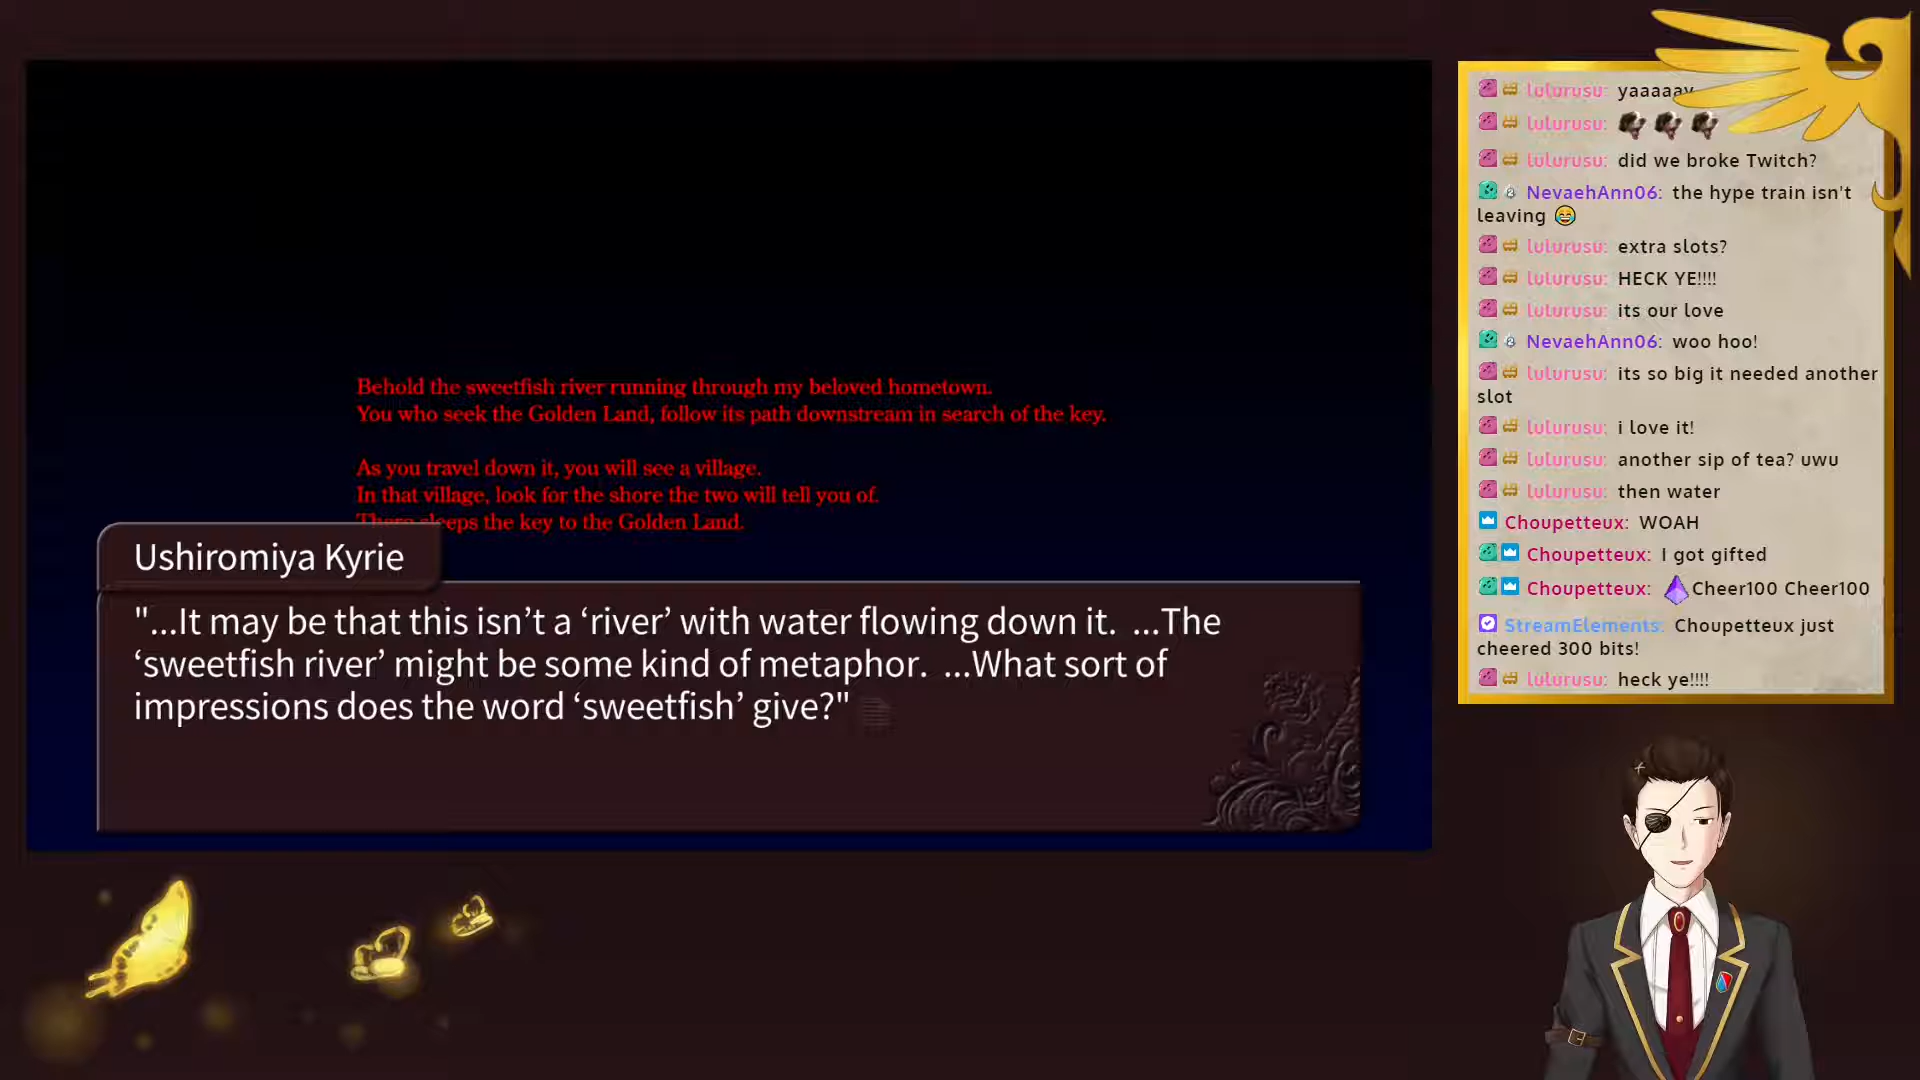 Behold the sweetfish river running through my beloved hometown.
You who seek the Golden Land, follow its path downstream in search of the key.
As you travel down it, you will see a village.
In that village, look for the shore the two will tell you of.
There sleeps the key to the Golden Land.
Ushiromiya Kyrie
"...It may be that this isn't a ‘river’ with water flowing down it.  ...The
‘sweetfish river’ might be some kind of metaphor.  ...What sort of
impressions does the word ‘sweetfish’ give?"
lulurusu: yaaaaay
lulurusu:
lulurusu: did we broke Twitch?
NevaehAnn06: the hype train isn't
leaving 😂
lulurusu: extra slots?
lulurusu: HECK YE!!!!
lulurusu: its our love
NevaehAnn06: woo hoo!
lulurusu: its so big it needed another
slot
lulurusu: i love it!
lulurusu: another sip of tea? uwu
lulurusu: then water
Choupetteux: WOAH
Choupetteux: I got gifted
Choupetteux: Cheer100 Cheer100
StreamElements: Choupetteux just
cheered 300 bits!
lulurusu: heck ye!!!!